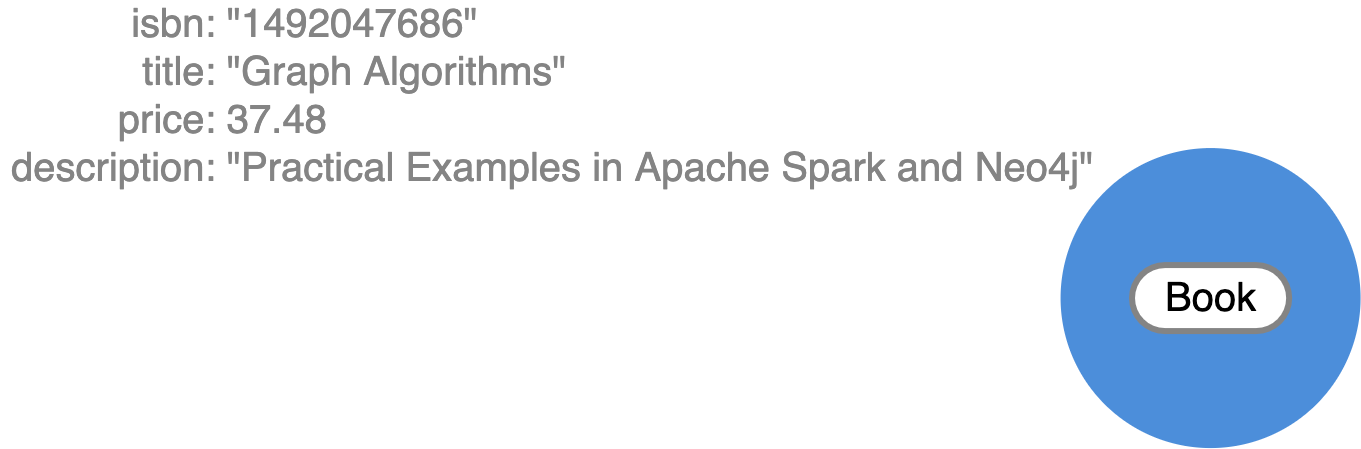 isbn: "1492047686"
title: "Graph Algorithms"
price: 37.48
description: "Practical Examples in Apache Spark and Neo4j"
Book